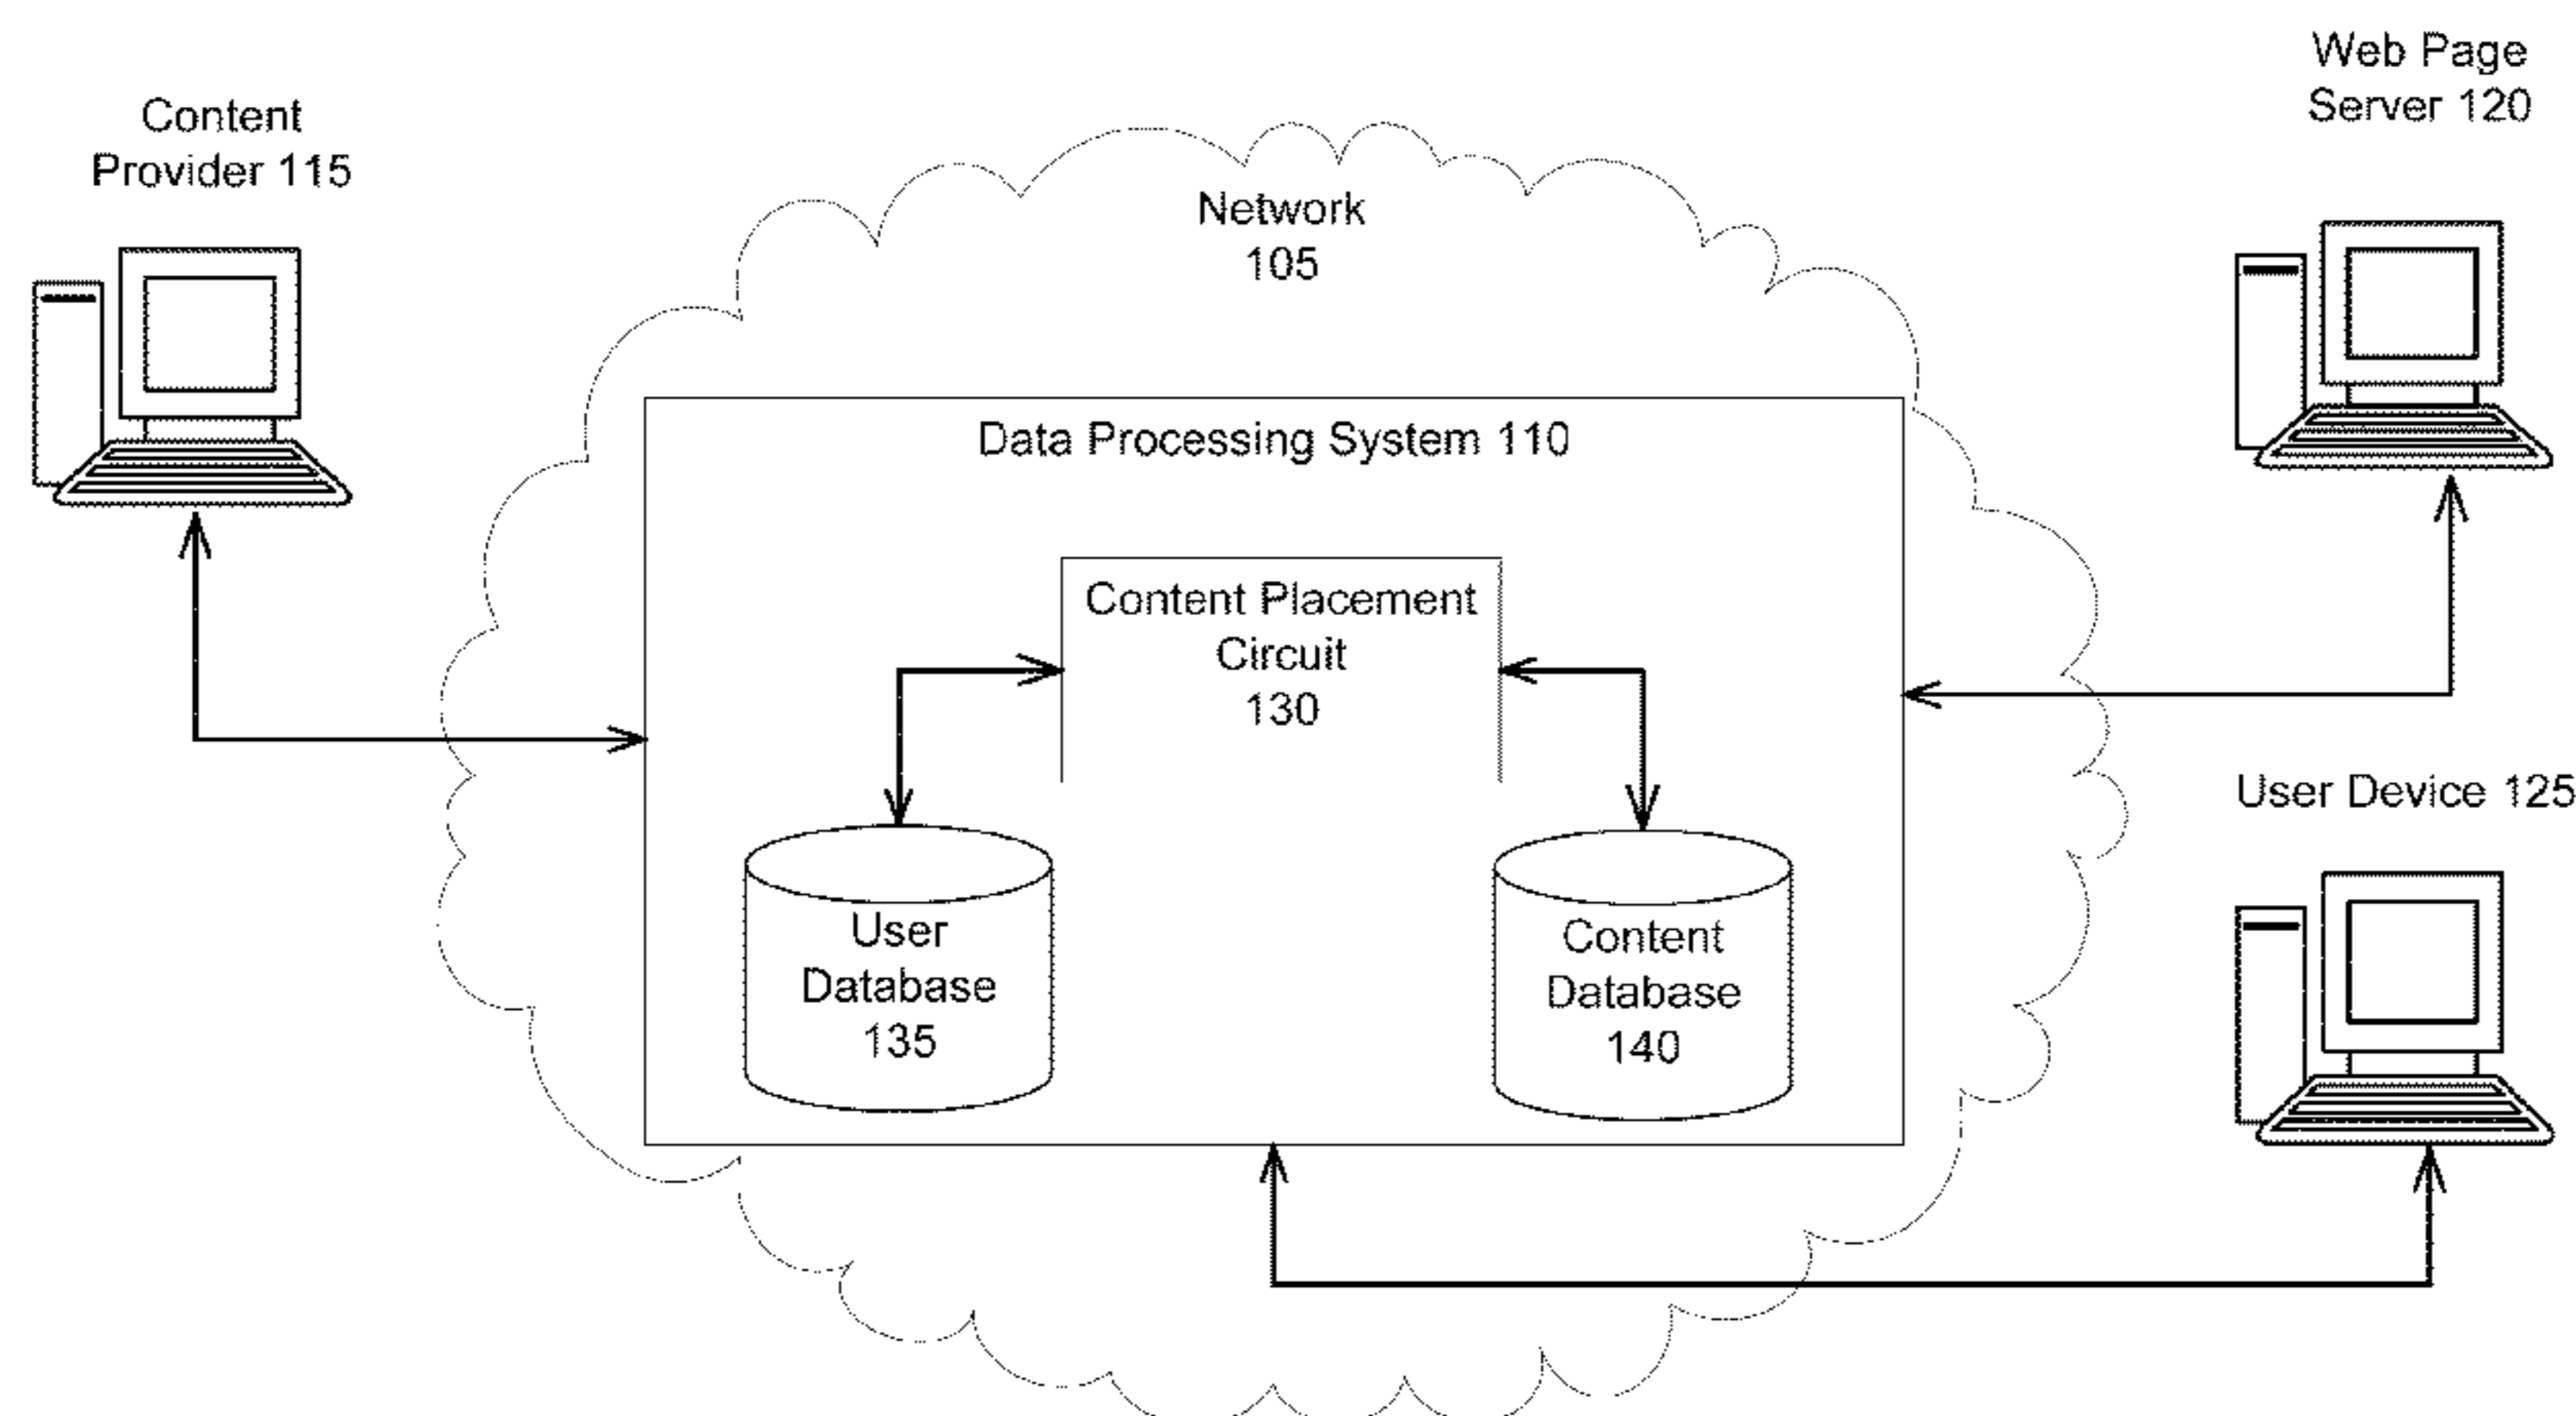 Content
Provider 115
Web Page
Server 120
Network
105
Data Processing System 110
Content Placement
Circuit
130
User Device 125
User
Database
135
Content
Database
140